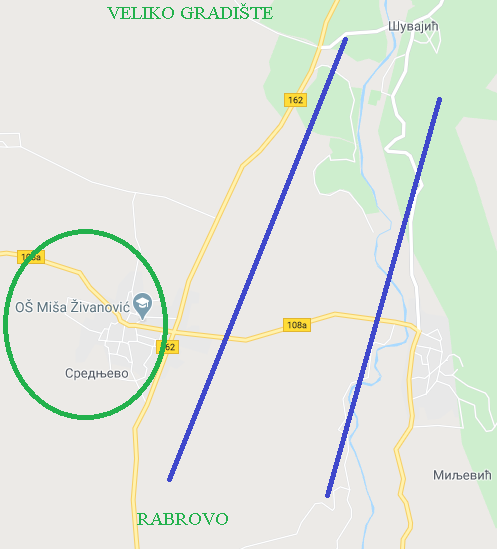 VELIKO GRADIŠTE
Шувајић
162
108a
OŠ Miša Živanović
108a
162
Средњево
Миљевић
RABROVO